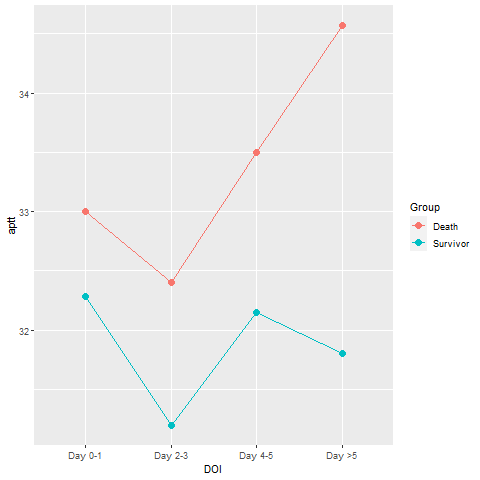 34
33
32
aptt
Day 0-1 Day 2-3 Day 4-5 Day >5
DOI
Group
Death
Survivor